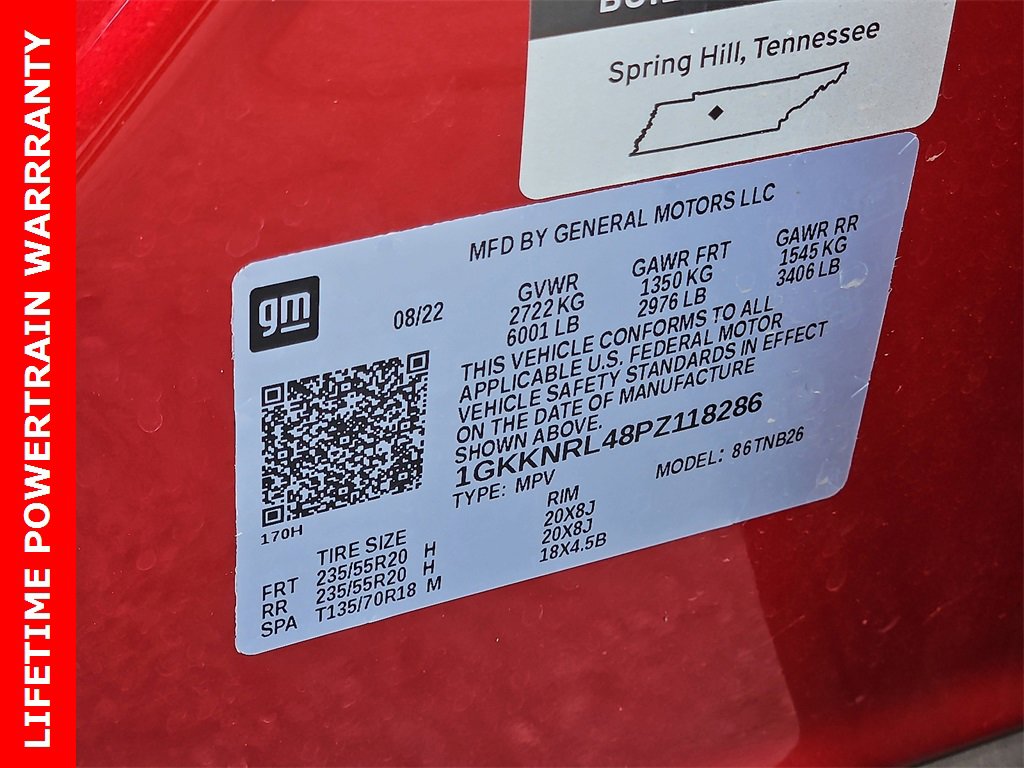 LIFETIME POWERTRAIN WARRRANTY
Spring Hill, Tennessee
MFD BY GENERAL MOTORS LLC
gm
08/22
GVWR
2722 KG
6001 LB
GAWR FRT
1350 KG
2976 LB
GAWR RR
1545 KG
3406 LB
THIS VEHICLE CONFORMS TO ALL
APPLICABLE U.S. FEDERAL MOTOR
VEHICLE SAFETY STANDARDS IN EFFECT
ON THE DATE OF MANUFACTURE
SHOWN ABOVE.
1GKKNRL48PZ118286
TYPE: MPV MODEL: 86TNB26
170H
TIRE SIZE RIM
FRT 235/55R20 H 20X8J
RR 235/55R20 H 20X8J
SPA T135/70R18 M 18X4.5B